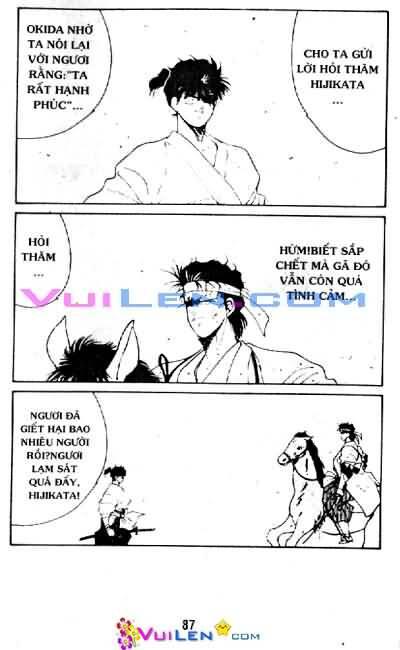 OKIDA NHỜ
TA NÓI LẠI
VỚI NGƯƠI
RẰNG:"TA
RẤT HẠNH
PHÚC"...
CHO TA GỬI
LỜI HỎI THĂM
HIJIKATA
...
HỎI
THĂM
...
HỪM!BIẾT SẮP
CHẾT MÀ GÃ ĐÓ
VẪN CÒN QUÁ
TÌNH CẢM...
VUILEN.COM
NGƯƠI ĐÃ
GIẾT HẠI BAO
NHIÊU NGƯỜI
RỒI?NGƯƠI
LẠM SÁT
QUÁ ĐẤY,
HIJIKATA!
87
VUILEN.COM